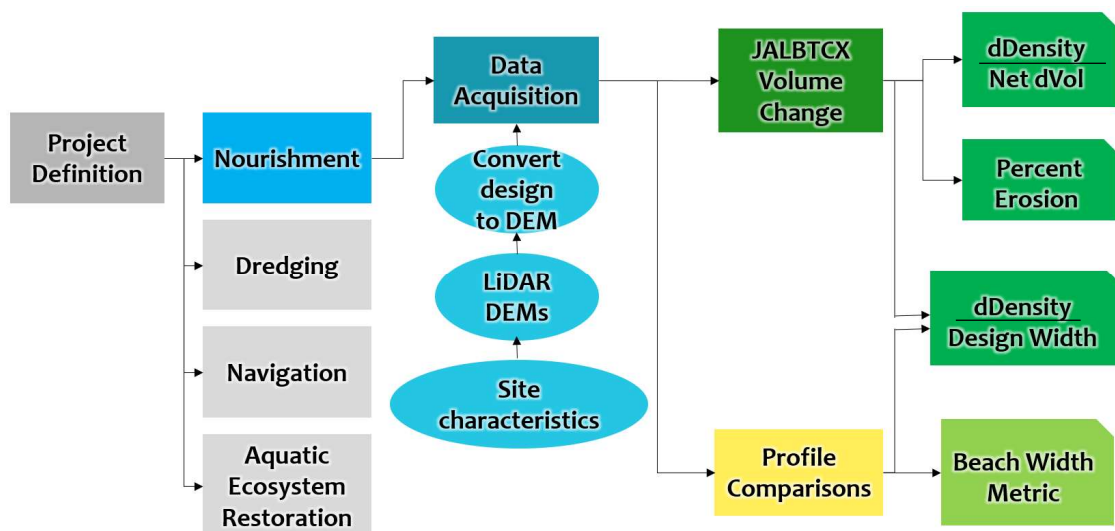 Project
Definition
Nourishment
Dredging
Navigation
Aquatic
Ecosystem
Restoration
Data
Acquisition
Convert
design
to DEM
LiDAR
DEMs
Site
characteristics
JALBTCX
Volume
Change
Profile
Comparisons
dDensity
Net dVol
Percent
Erosion
dDensity
Design Width
Beach Width
Metric